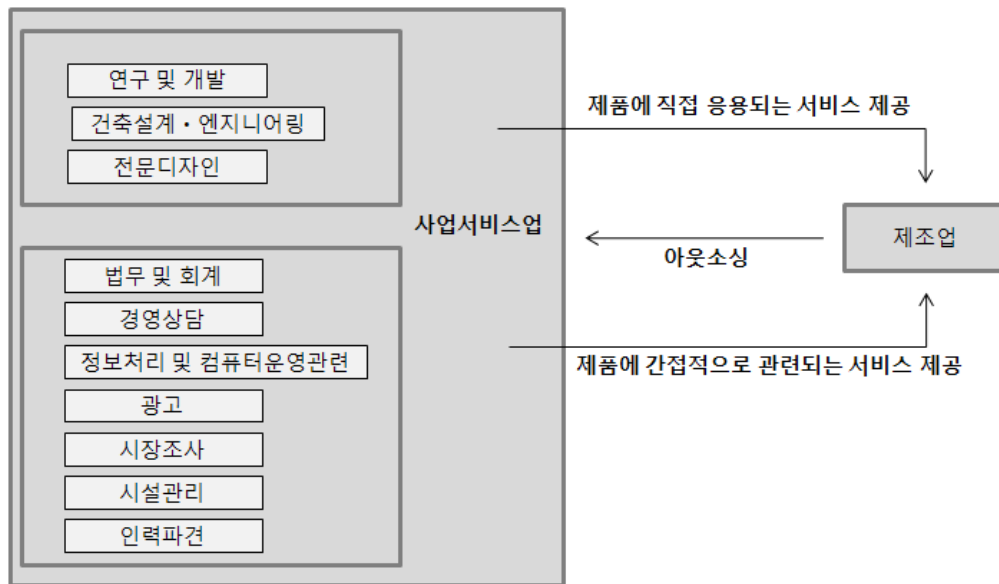 연구 및 개발
건축설계・엔지니어링
전문디자인
사업서비스업
법무 및 회계
경영상담
정보처리 및 컴퓨터운영관련
광고
시장조사
시설관리
인력파견
제품에 직접 응용되는 서비스 제공
아웃소싱
제조업
제품에 간접적으로 관련되는 서비스 제공